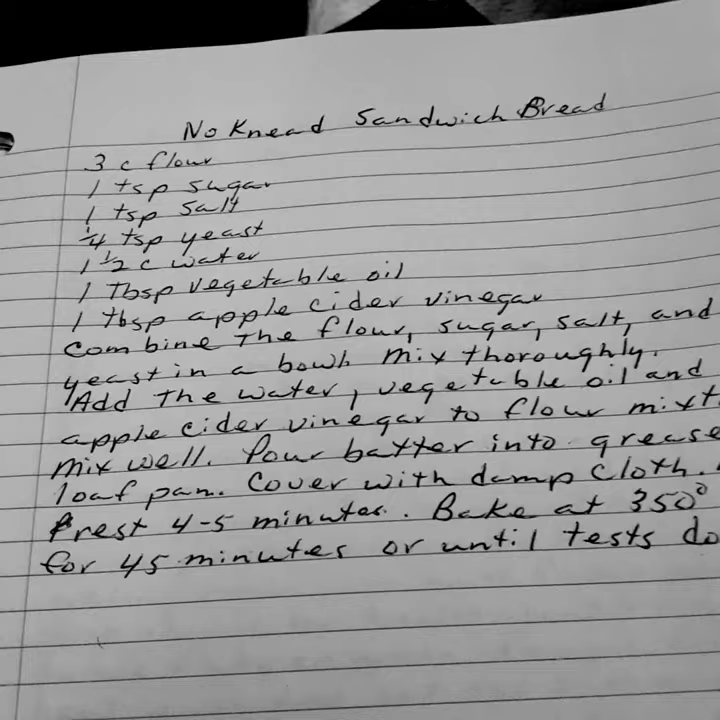 No Knead Sandwich Bread
3 c flour
1 tsp sugar
1 tsp salt
1/4 tsp yeast
1 1/2 c water
1 Tbsp vegetable oil
1 tbsp apple cider vinegar
Combine the flour, sugar, salt, and
yeast in a bowl. Mix thoroughly.
Add the water, vegetable oil and
apple cider vinegar to flour mixt
Mix well. Pour batter into grease
loaf pan. Cover with damp cloth.
rest 4-5 minutes. Bake at 350°
for 45 minutes or until tests do